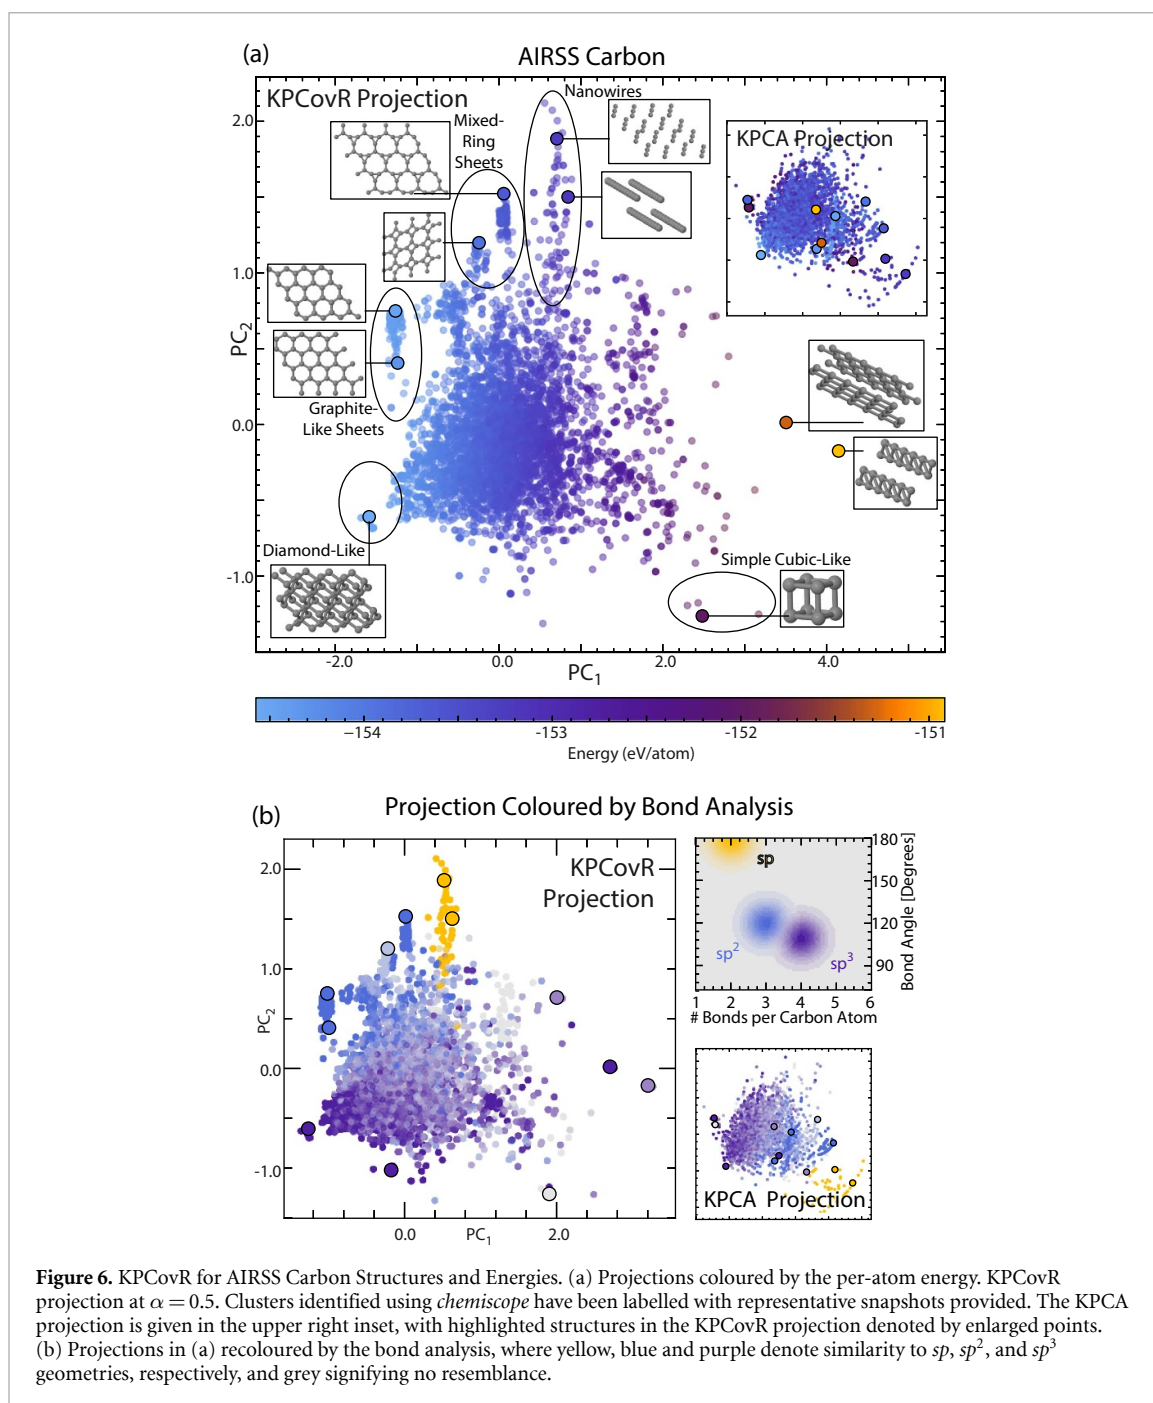 (a)
AIRSS Carbon
KPCovR Projection
Nanowires
Mixed-
Ring
Sheets
KPCA Projection
2.0
1.0
PC2
0.0
-1.0
Graphite-
Like Sheets
Diamond-Like
Simple Cubic-Like
-2.0 0.0 2.0 4.0
PC1
−154 -153 -152 -151
Energy (eV/atom)
Projection Coloured by Bond Analysis
(b)
KPCovR
Projection
2.0
1.0
PC2
0.0
-1.0
0.0 PC1 2.0
sp
sp2
sp3
180
150
120
90
Bond Angle [Degrees]
1 2 3 4 5 6
# Bonds per Carbon Atom
KPCA Projection
Figure 6. KPCovR for AIRSS Carbon Structures and Energies. (a) Projections coloured by the per-atom energy. KPCovR
projection at α = 0.5. Clusters identified using chemiscope have been labelled with representative snapshots provided. The KPCA
projection is given in the upper right inset, with highlighted structures in the KPCovR projection denoted by enlarged points.
(b) Projections in (a) recoloured by the bond analysis, where yellow, blue and purple denote similarity to sp, sp2, and sp3
geometries, respectively, and grey signifying no resemblance.